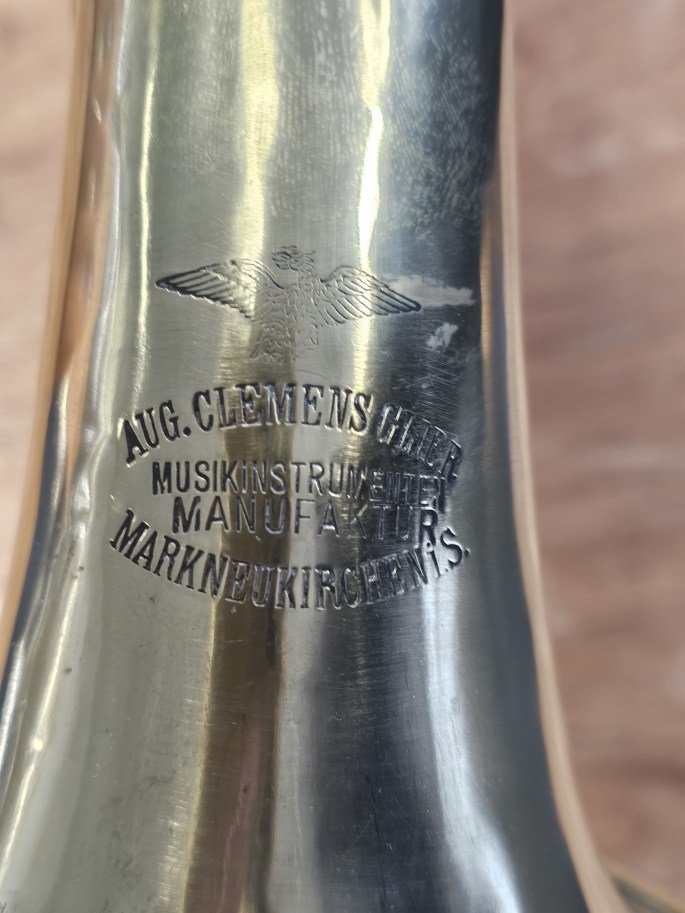 AUG. CLEMENS GLIER
MUSIKINSTRUMENTEN
MANUFAKTUR
MARKNEUKIRCHEN i. S.